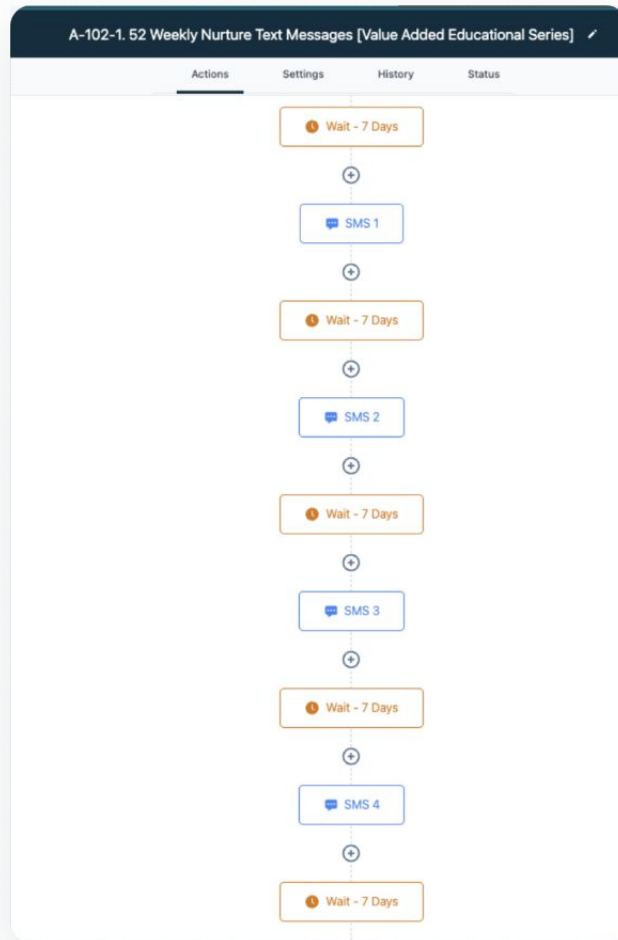 A-102-1. 52 Weekly Nurture Text Messages [Value Added Educational Series]
Actions Settings History Status
Wait - 7 Days
SMS 1
Wait - 7 Days
SMS 2
Wait - 7 Days
SMS 3
Wait - 7 Days
SMS 4
Wait - 7 Days